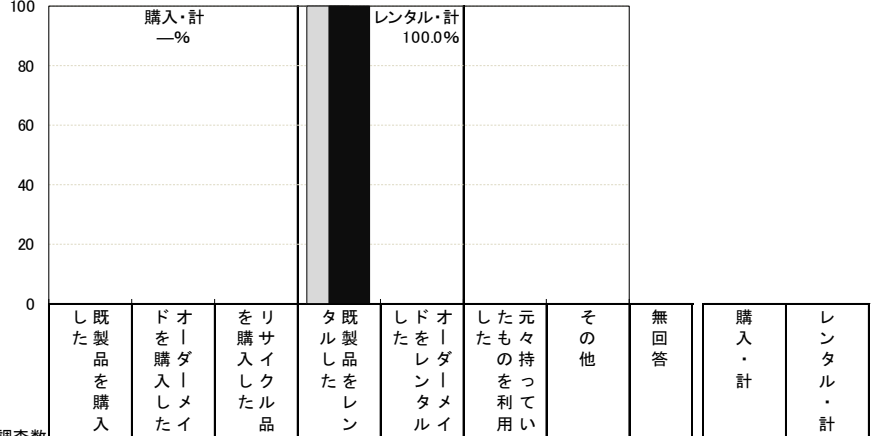 100
80
60
40
20
0
購入・計
―%
レンタル・計
100.0%
既製品を購入
した
オーダーメイ
ドを購入した
リサイクル品
を購入した
既製品をレン
タルした
オーダーメイ
ドをレンタル
した
元々持ってい
たものを利用
した
その他
無回答
購入・計
レンタル・計
調査数